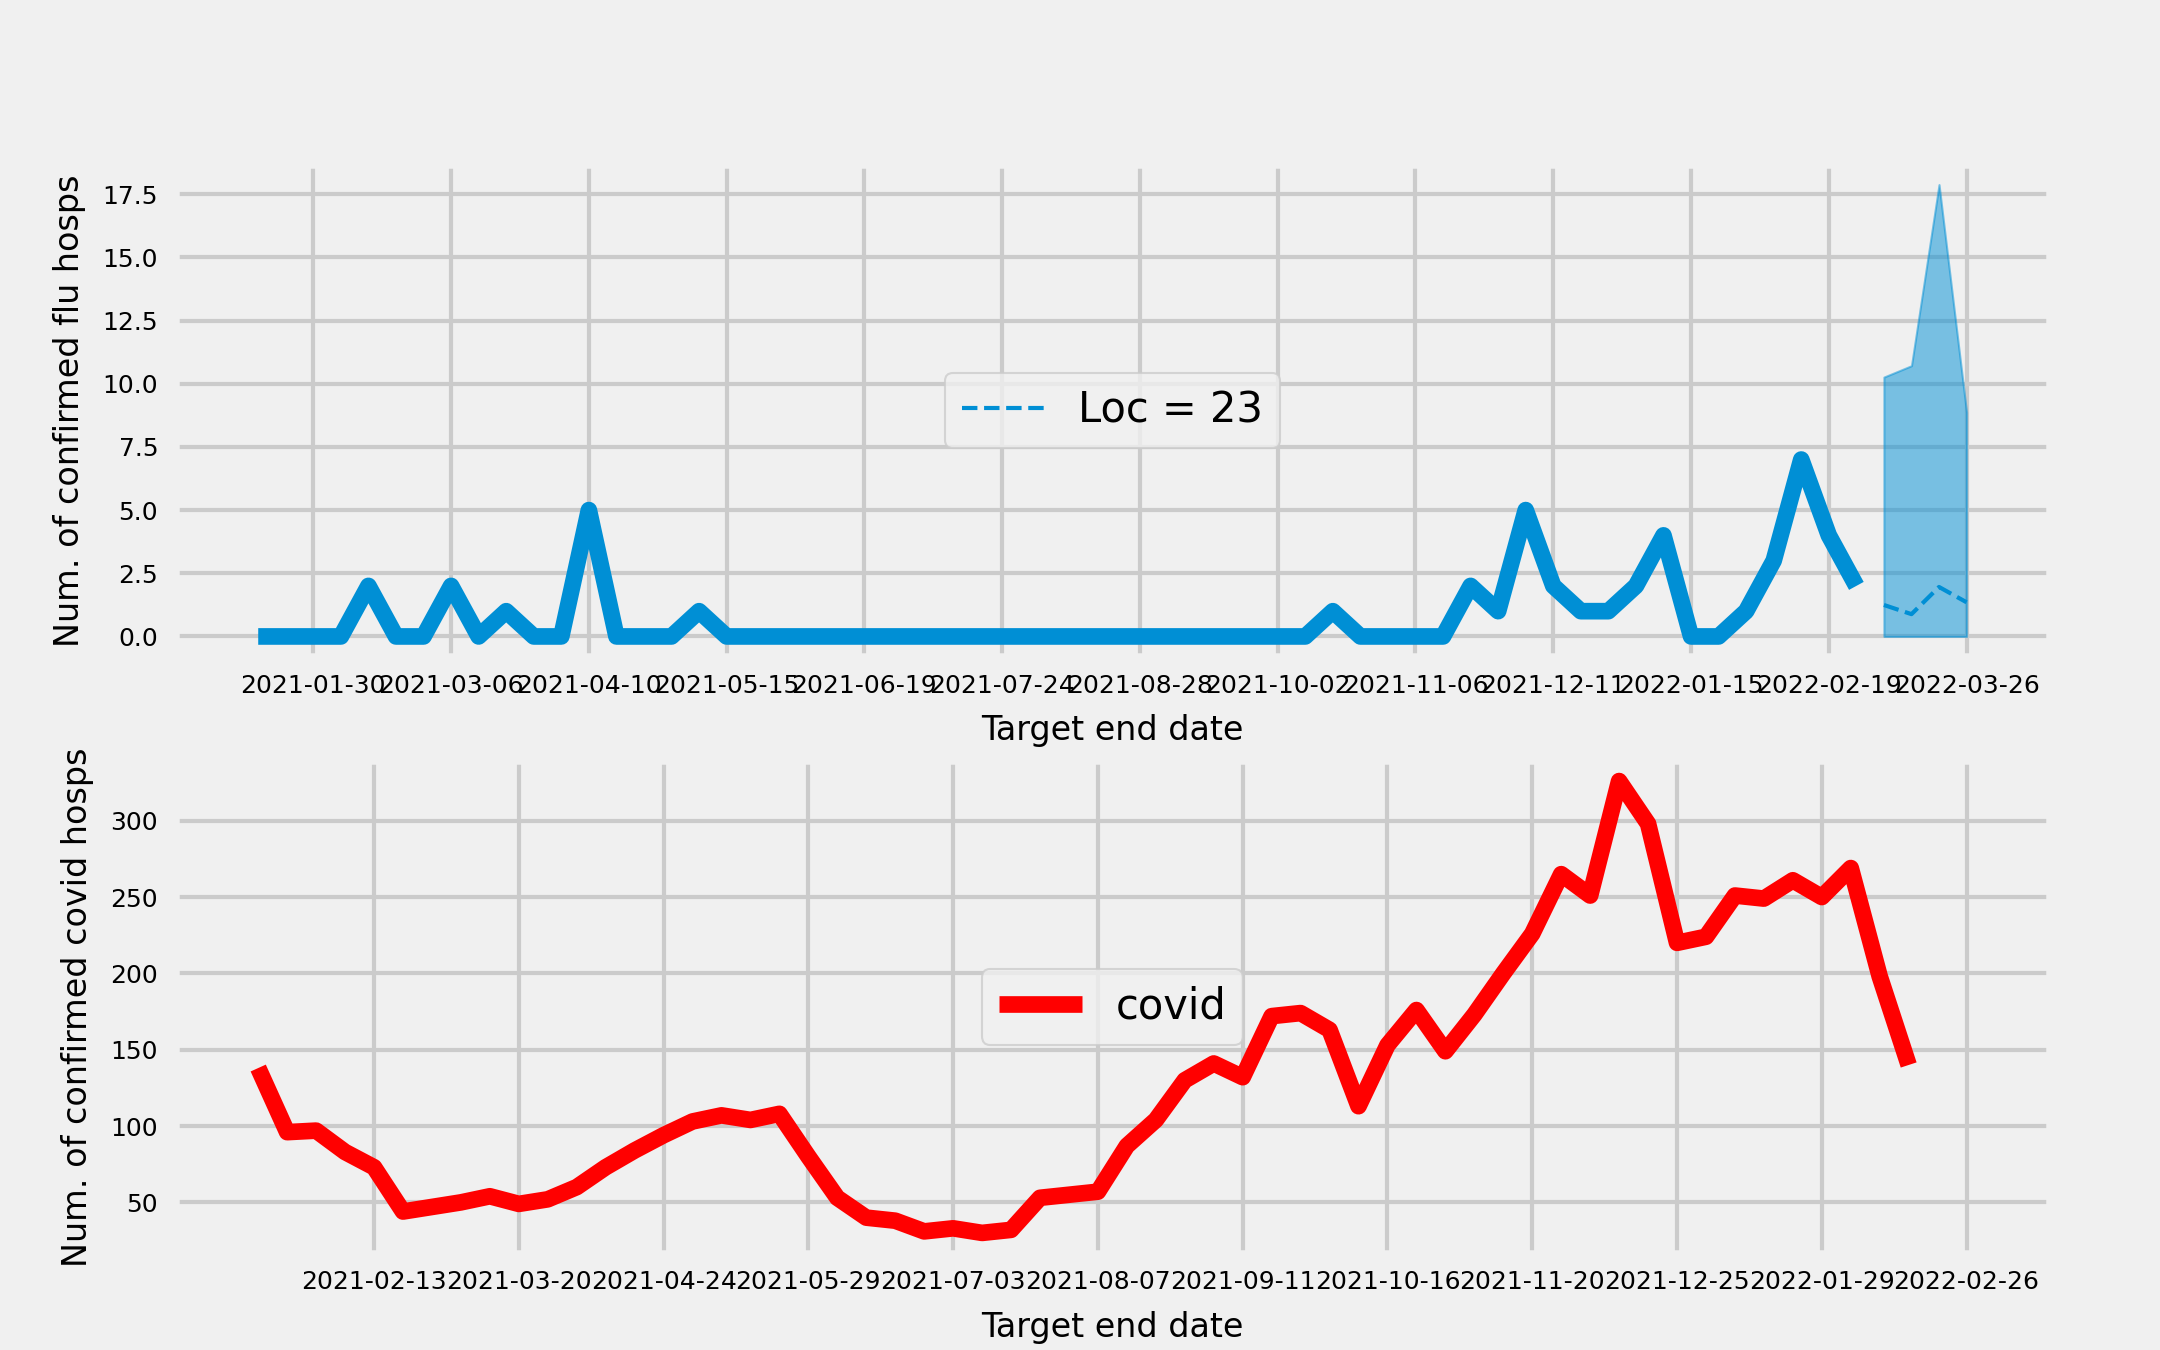 Num. of confirmed flu hosps
17.5
15.0
12.5
10.0
7.5
5.0
2.5
0.0
Loc = 23
2021-01-30 2021-03-06 2021-04-10 2021-05-15 2021-06-19 2021-07-24 2021-08-28 2021-10-02 2021-11-06 2021-12-11 2022-01-15 2022-02-19 2022-03-26
Target end date
Num. of confirmed covid hosps
300
250
200
150
100
50
covid
2021-02-13 2021-03-20 2021-04-24 2021-05-29 2021-07-03 2021-08-07 2021-09-11 2021-10-16 2021-11-20 2021-12-25 2022-01-29 2022-02-26
Target end date